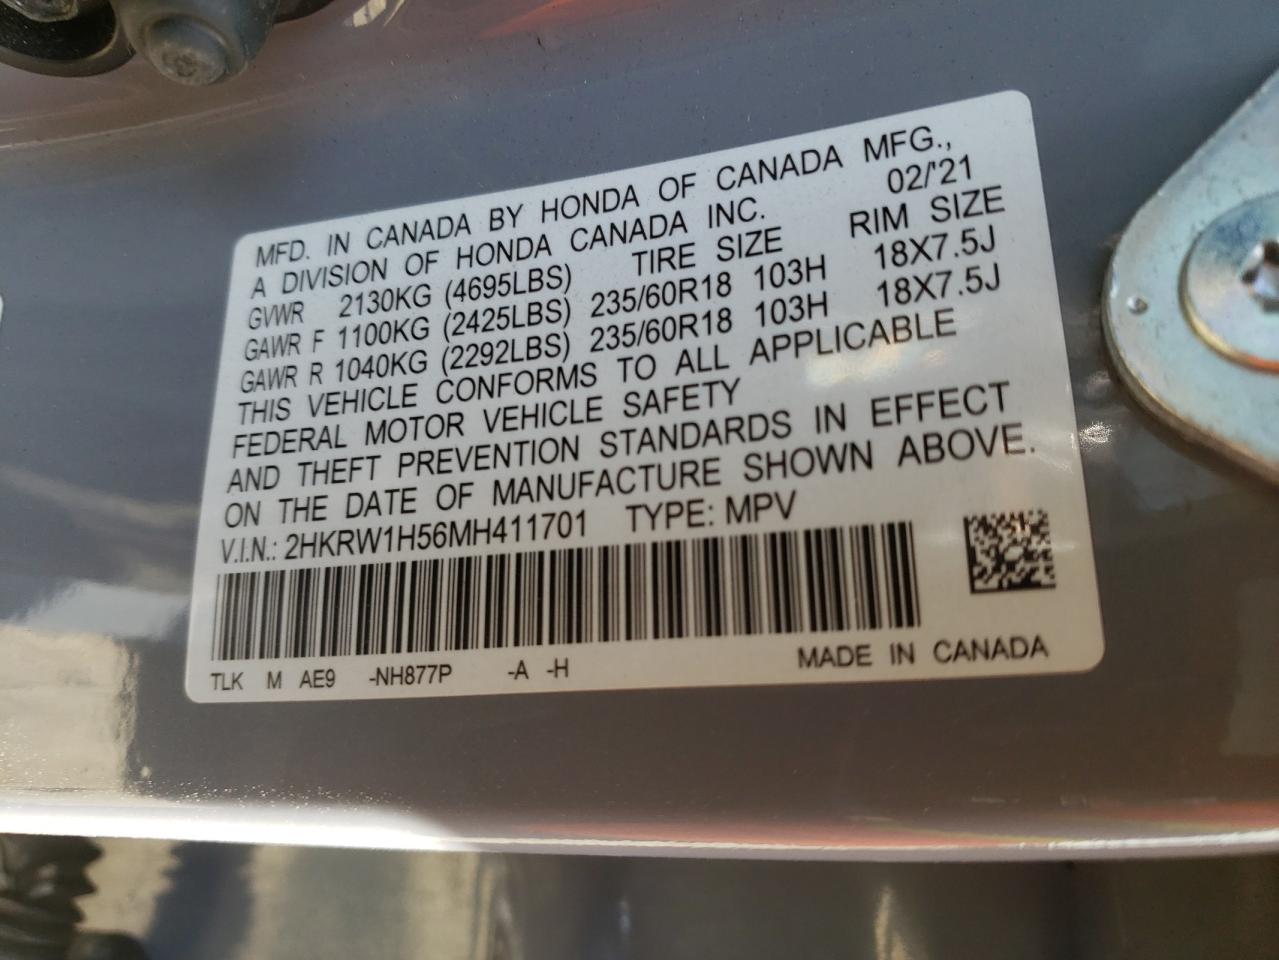 MFD. IN CANADA BY HONDA OF CANADA MFG.,
A DIVISION OF HONDA CANADA INC. 02/'21
GVWR 2130KG (4695LBS) TIRE SIZE RIM SIZE
GAWR F 1100KG (2425LBS) 235/60R18 103H 18X7.5J
GAWR R 1040KG (2292LBS) 235/60R18 103H 18X7.5J
THIS VEHICLE CONFORMS TO ALL APPLICABLE
FEDERAL MOTOR VEHICLE SAFETY
AND THEFT PREVENTION STANDARDS IN EFFECT
ON THE DATE OF MANUFACTURE SHOWN ABOVE.
V.I.N.: 2HKRW1H56MH411701 TYPE: MPV
TLK M AE9 -NH877P -A -H MADE IN CANADA